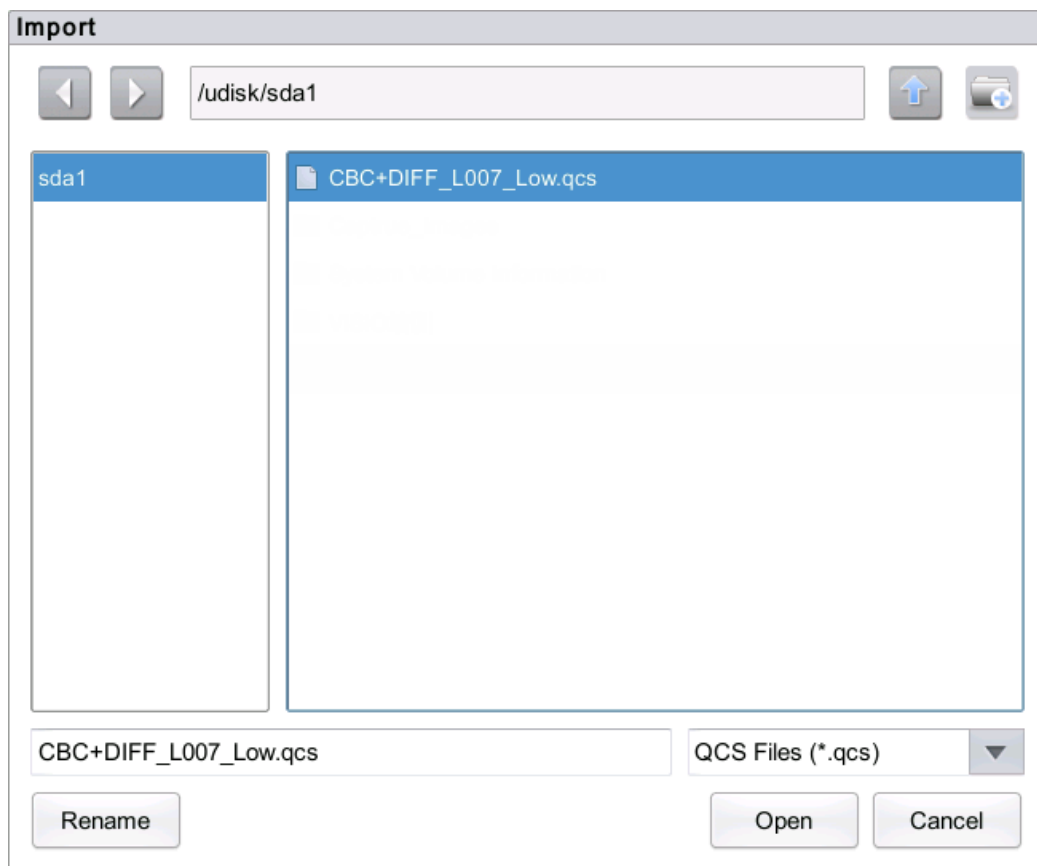 Import
/udisk/sda1
sda1
CBC+DIFF_L007_Low.qcs
CBC+DIFF_L007_Low.qcs
QCS Files (*.qcs)
Rename
Open
Cancel